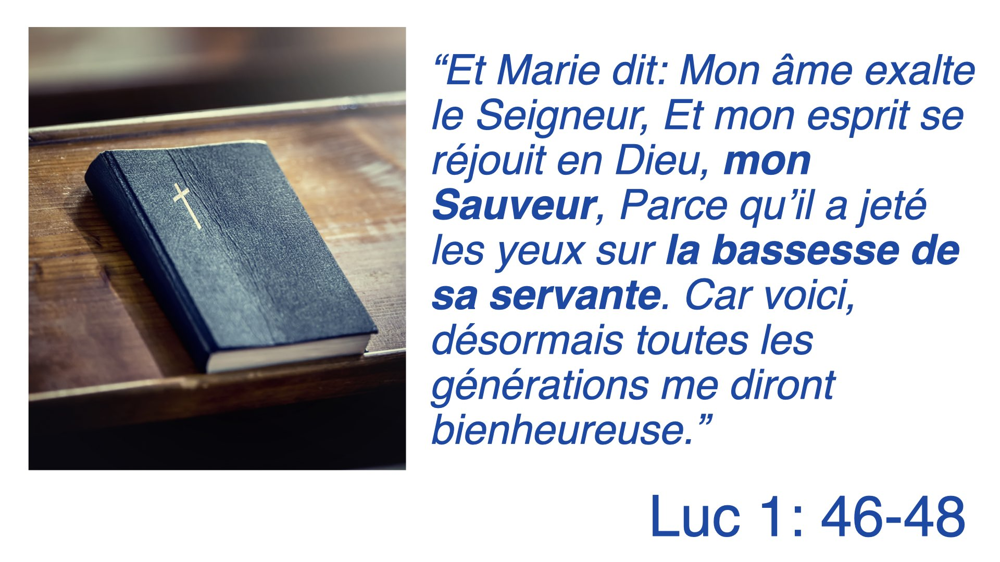 “Et Marie dit: Mon âme exalte
le Seigneur, Et mon esprit se
réjouit en Dieu, mon
Sauveur, Parce qu’il a jeté
les yeux sur la bassesse de
sa servante. Car voici,
désormais toutes les
générations me diront
bienheureuse.”
Luc 1: 46-48